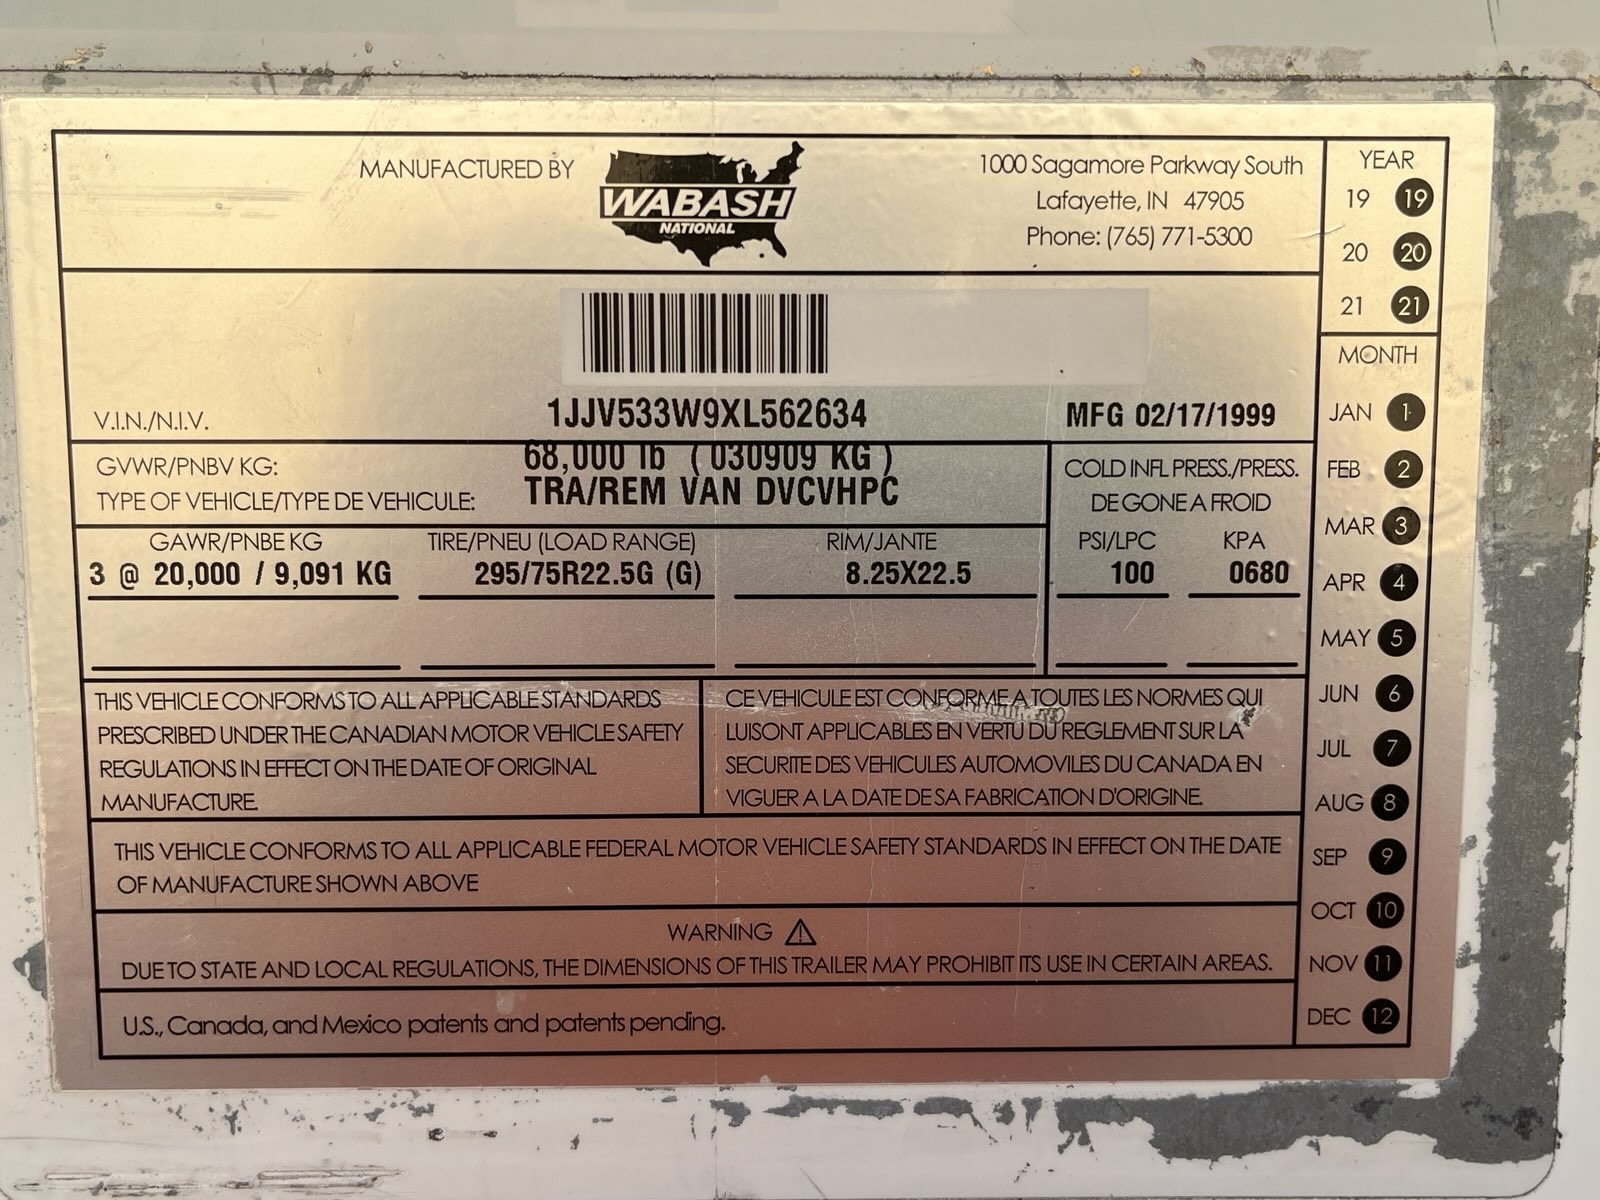 MANUFACTURED BY
WABASH
NATIONAL
1000 Sagamore Parkway South
Lafayette, IN 47905
Phone: (765) 771-5300
V.I.N./N.I.V.
1JJV533W9XL562634
MFG 02/17/1999
GVWR/PNBV KG:
68,000 lb ( 030909 KG )
TYPE OF VEHICLE/TYPE DE VEHICULE:
TRA/REM VAN DVCVHPC
COLD INFL PRESS./PRESS.
DE GONE A FROID
GAWR/PNBE KG
TIRE/PNEU (LOAD RANGE)
RIM/JANTE
PSI/LPC
KPA
3 @ 20,000 / 9,091 KG
295/75R22.5G (G)
8.25X22.5
100
0680
THIS VEHICLE CONFORMS TO ALL APPLICABLE STANDARDS
PRESCRIBED UNDER THE CANADIAN MOTOR VEHICLE SAFETY
REGULATIONS IN EFFECT ON THE DATE OF ORIGINAL
MANUFACTURE.
CE VEHICULE EST CONFORME A TOUTES LES NORMES QUI
LUISONT APPLICABLES EN VERTU DU REGLEMENT SUR LA
SECURITE DES VEHICULES AUTOMOVILES DU CANADA EN
VIGUER A LA DATE DE SA FABRICATION D'ORIGINE.
THIS VEHICLE CONFORMS TO ALL APPLICABLE FEDERAL MOTOR VEHICLE SAFETY STANDARDS IN EFFECT ON THE DATE
OF MANUFACTURE SHOWN ABOVE
WARNING
DUE TO STATE AND LOCAL REGULATIONS, THE DIMENSIONS OF THIS TRAILER MAY PROHIBIT ITS USE IN CERTAIN AREAS.
U.S., Canada, and Mexico patents and patents pending.
YEAR
19 19
20 20
21 21
MONTH
JAN 1
FEB 2
MAR 3
APR 4
MAY 5
JUN 6
JUL 7
AUG 8
SEP 9
OCT 10
NOV 11
DEC 12